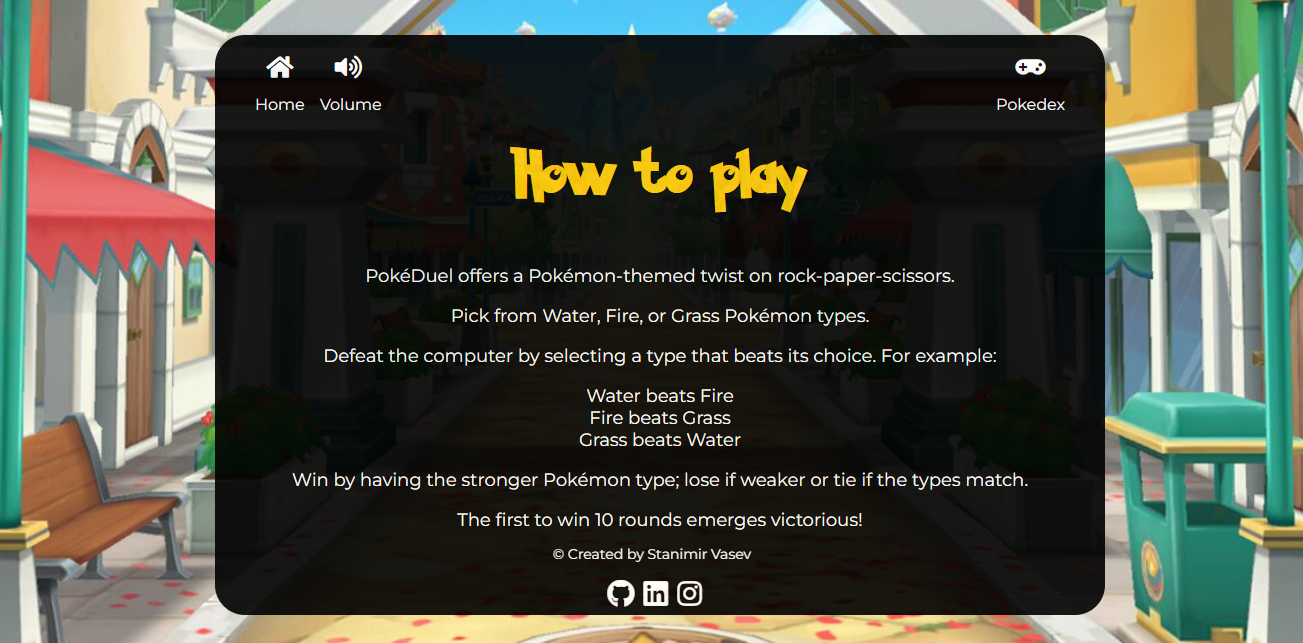 Home Volume Pokedex
How to play
PokéDuel offers a Pokémon-themed twist on rock-paper-scissors.
Pick from Water, Fire, or Grass Pokémon types.
Defeat the computer by selecting a type that beats its choice. For example:
Water beats Fire
Fire beats Grass
Grass beats Water
Win by having the stronger Pokémon type; lose if weaker or tie if the types match.
The first to win 10 rounds emerges victorious!
© Created by Stanimir Vasev